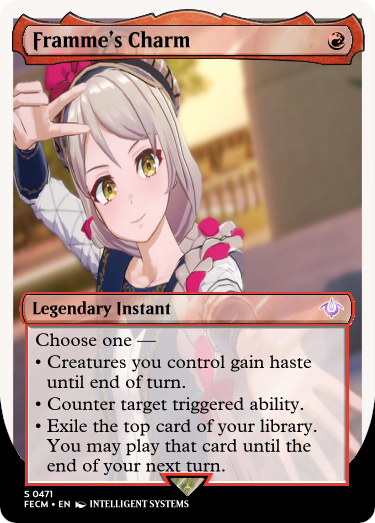 Framme's Charm
Legendary Instant
Choose one —
• Creatures you control gain haste
until end of turn.
• Counter target triggered ability.
• Exile the top card of your library.
You may play that card until the
end of your next turn.
S 0471
FECM • EN INTELLIGENT SYSTEMS